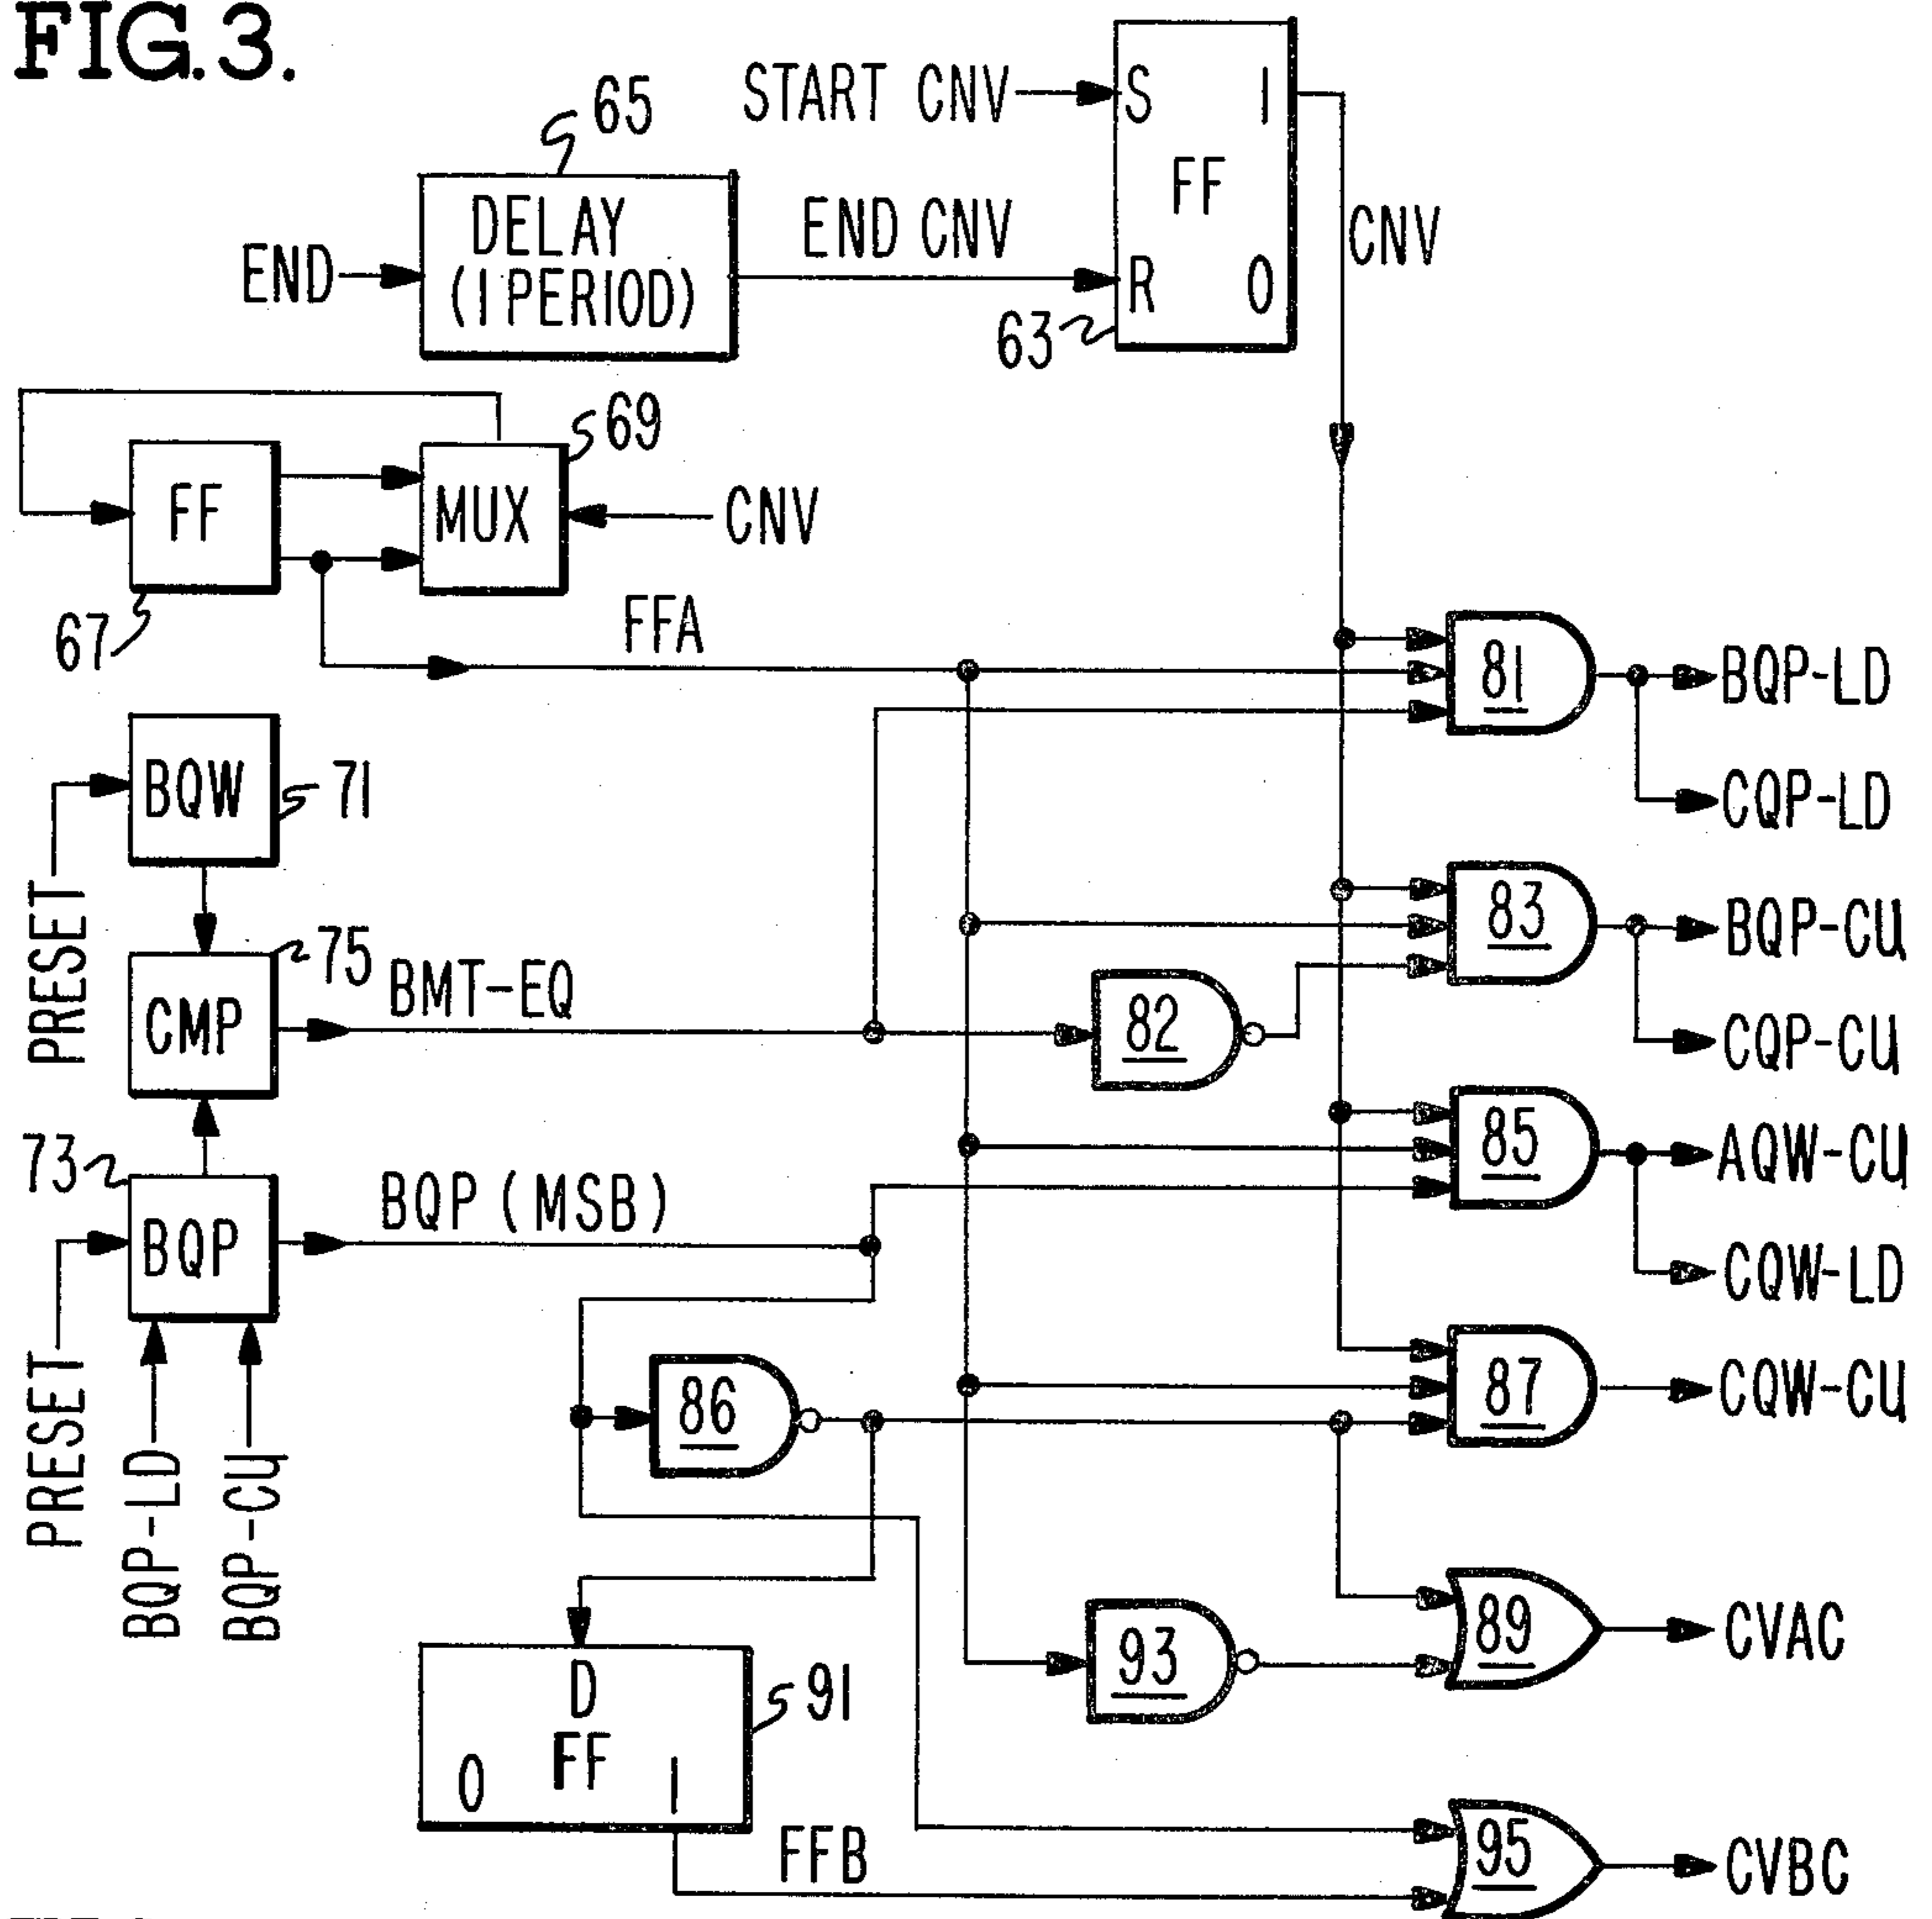 FIG.3.
65
START CNV
S
1
FF
DELAY
(1 PERIOD)
END CNV
CNV
END
R
0
63
69
FF
MUX
CNV
67
FFA
81
BQP-LD
BQW
71
CQP-LD
PRESET
83
BQP-CU
75
BMT-EQ
CMP
82
CQP-CU
85
AQW-CU
73
BQP (MSB)
BQP
CQW-LD
86
87
CQW-CU
PRESET
BQP-LD
BQP-CU
89
CVAC
93
D
FF
0
1
91
FFB
95
CVBC